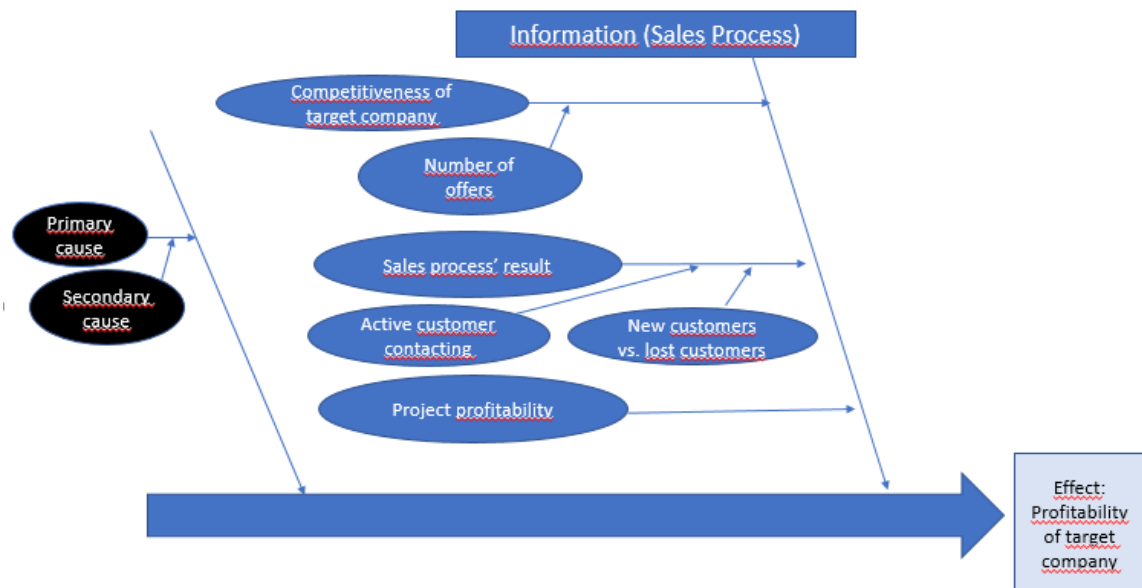 Information (Sales Process)
Competitiveness of
target company
Number of
offers
Primary
cause
Secondary
cause
Sales process’ result
Active customer
contacting
New customers
vs. lost customers
Project profitability
Effect:
Profitability
of target
company